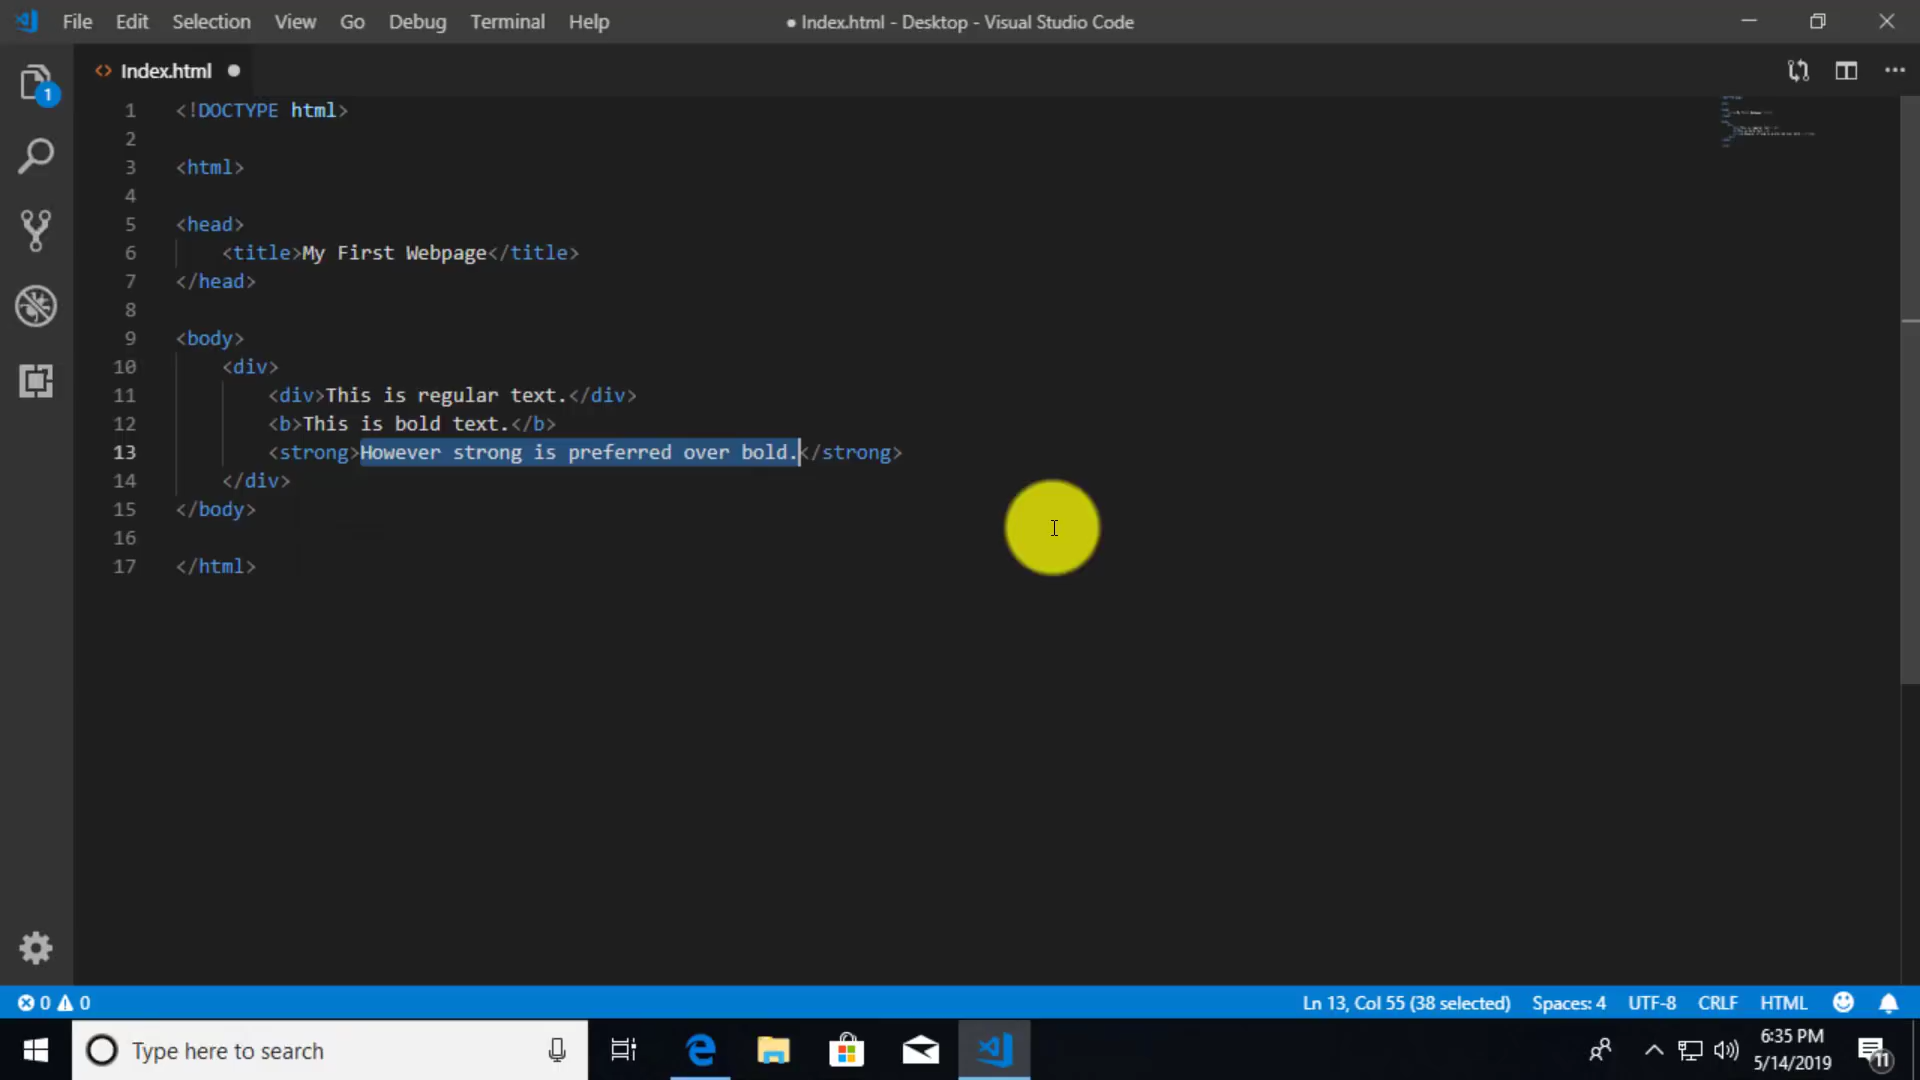 File Edit Selection View Go Debug Terminal Help
● Index.html - Desktop - Visual Studio Code
Index.html
1
1 <!DOCTYPE html>
2
3 <html>
4
5 <head>
6 <title>My First Webpage</title>
7 </head>
8
9 <body>
10 <div>
11 <div>This is regular text.</div>
12 <b>This is bold text.</b>
13 <strong>However strong is preferred over bold.</strong>
14 </div>
15 </body>
16
17 </html>
0 0
Ln 13, Col 55 (38 selected) Spaces: 4 UTF-8 CRLF HTML
Type here to search
6:35 PM
5/14/2019
11